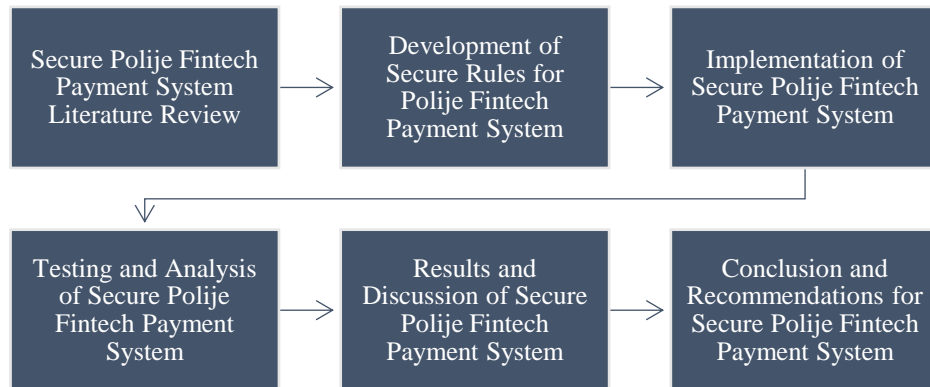 Secure Polije Fintech
Payment System
Literature Review
Development of
Secure Rules for
Polije Fintech
Payment System
Implementation of
Secure Polije Fintech
Payment System
Testing and Analysis
of Secure Polije
Fintech Payment
System
Results and
Discussion of Secure
Polije Fintech
Payment System
Conclusion and
Recommendations for
Secure Polije Fintech
Payment System